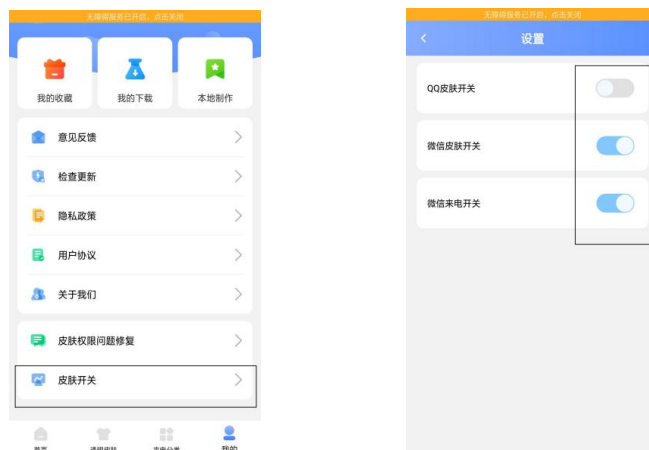 无障碍服务已开启，点击关闭
我的收藏
我的下载
本地制作
意见反馈
检查更新
隐私政策
用户协议
关于我们
皮肤权限问题修复
皮肤开关
我的
无障碍服务已开启，点击关闭
设置
QQ皮肤开关
微信皮肤开关
微信来电开关